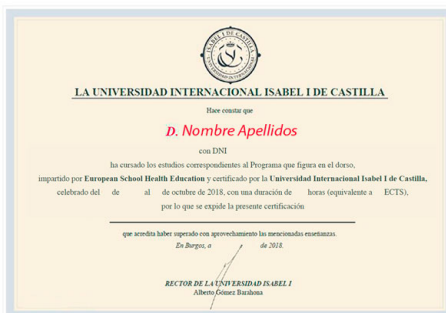 LA UNIVERSIDAD INTERNACIONAL ISABEL I DE CASTILLA
Hace constar que
D. Nombre Apellidos
con DNI
ha cursado los estudios correspondientes al Programa que figura en el dorso,
impartido por European School Health Education y certificado por la Universidad Internacional Isabel I de Castilla,
celebrado del de al de octubre de 2018, con una duración de horas (equivalente a ECTS),
por lo que se expide la presente certificación
que acredita haber superado con aprovechamiento las mencionadas enseñanzas.
En Burgos, a de de 2018.
RECTOR DE LA UNIVERSIDAD ISABEL I
Alberto Gómez Barahona